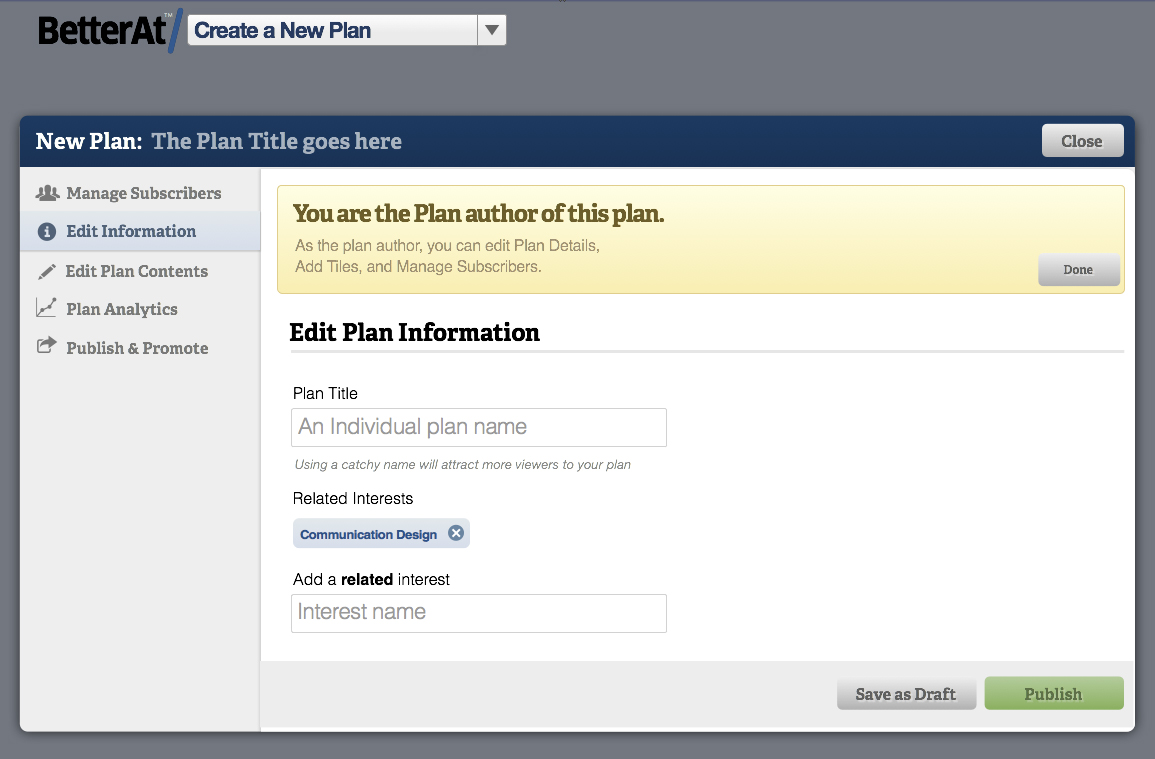 BetterAt™ Create a New Plan
New Plan: The Plan Title goes here
Close
Manage Subscribers
Edit Information
Edit Plan Contents
Plan Analytics
Publish & Promote
You are the Plan author of this plan.
As the plan author, you can edit Plan Details,
Add Tiles, and Manage Subscribers.
Done
Edit Plan Information
Plan Title
An Individual plan name
Using a catchy name will attract more viewers to your plan
Related Interests
Communication Design
Add a related interest
Interest name
Save as Draft
Publish